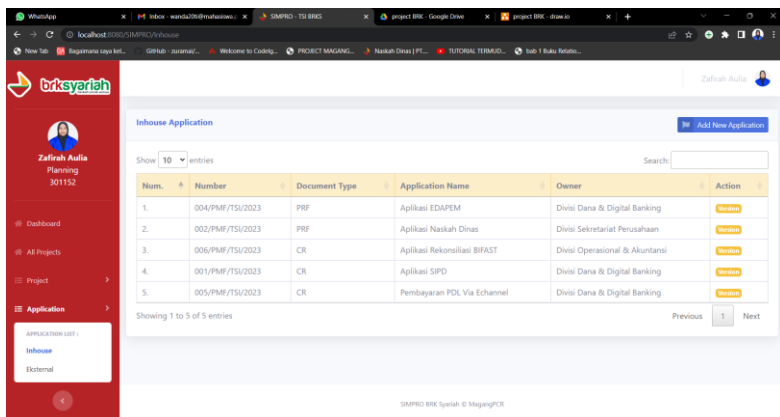 WhatsApp
M Inbox - wanda20ti@mahasiswa.p
SIMPRO - TSI BRKS
project BRK - Google Drive
project BRK - draw.io
localhost:8080/SIMPRO/Inhouse
New Tab
Bagaimana saya kel...
GitHub - zuramai/...
Welcome to CodeIg...
PROJECT MAGANG...
Naskah Dinas | PT....
TUTORIAL TERMUD...
bab 1 Buku Relatio...
brksyariah
Zafirah Aulia
Zafirah Aulia
Planning
301152
Dashboard
All Projects
Project
Application
APPLICATION LIST :
Inhouse
Eksternal
Inhouse Application
Add New Application
Show 10 entries
Search:
Num. Number Document Type Application Name Owner Action
1. 004/PMF/TSI/2023 PRF Aplikasi EDAPEM Divisi Dana & Digital Banking Version
2. 002/PMF/TSI/2023 PRF Aplikasi Naskah Dinas Divisi Sekretariat Perusahaan Version
3. 006/PMF/TSI/2023 CR Aplikasi Rekonsiliasi BIFAST Divisi Operasional & Akuntansi Version
4. 001/PMF/TSI/2023 CR Aplikasi SIPD Divisi Dana & Digital Banking Version
5. 005/PMF/TSI/2023 CR Pembayaran PDL Via Echannel Divisi Dana & Digital Banking Version
Showing 1 to 5 of 5 entries
Previous 1 Next
SIMPRO BRK Syariah © MagangPCR